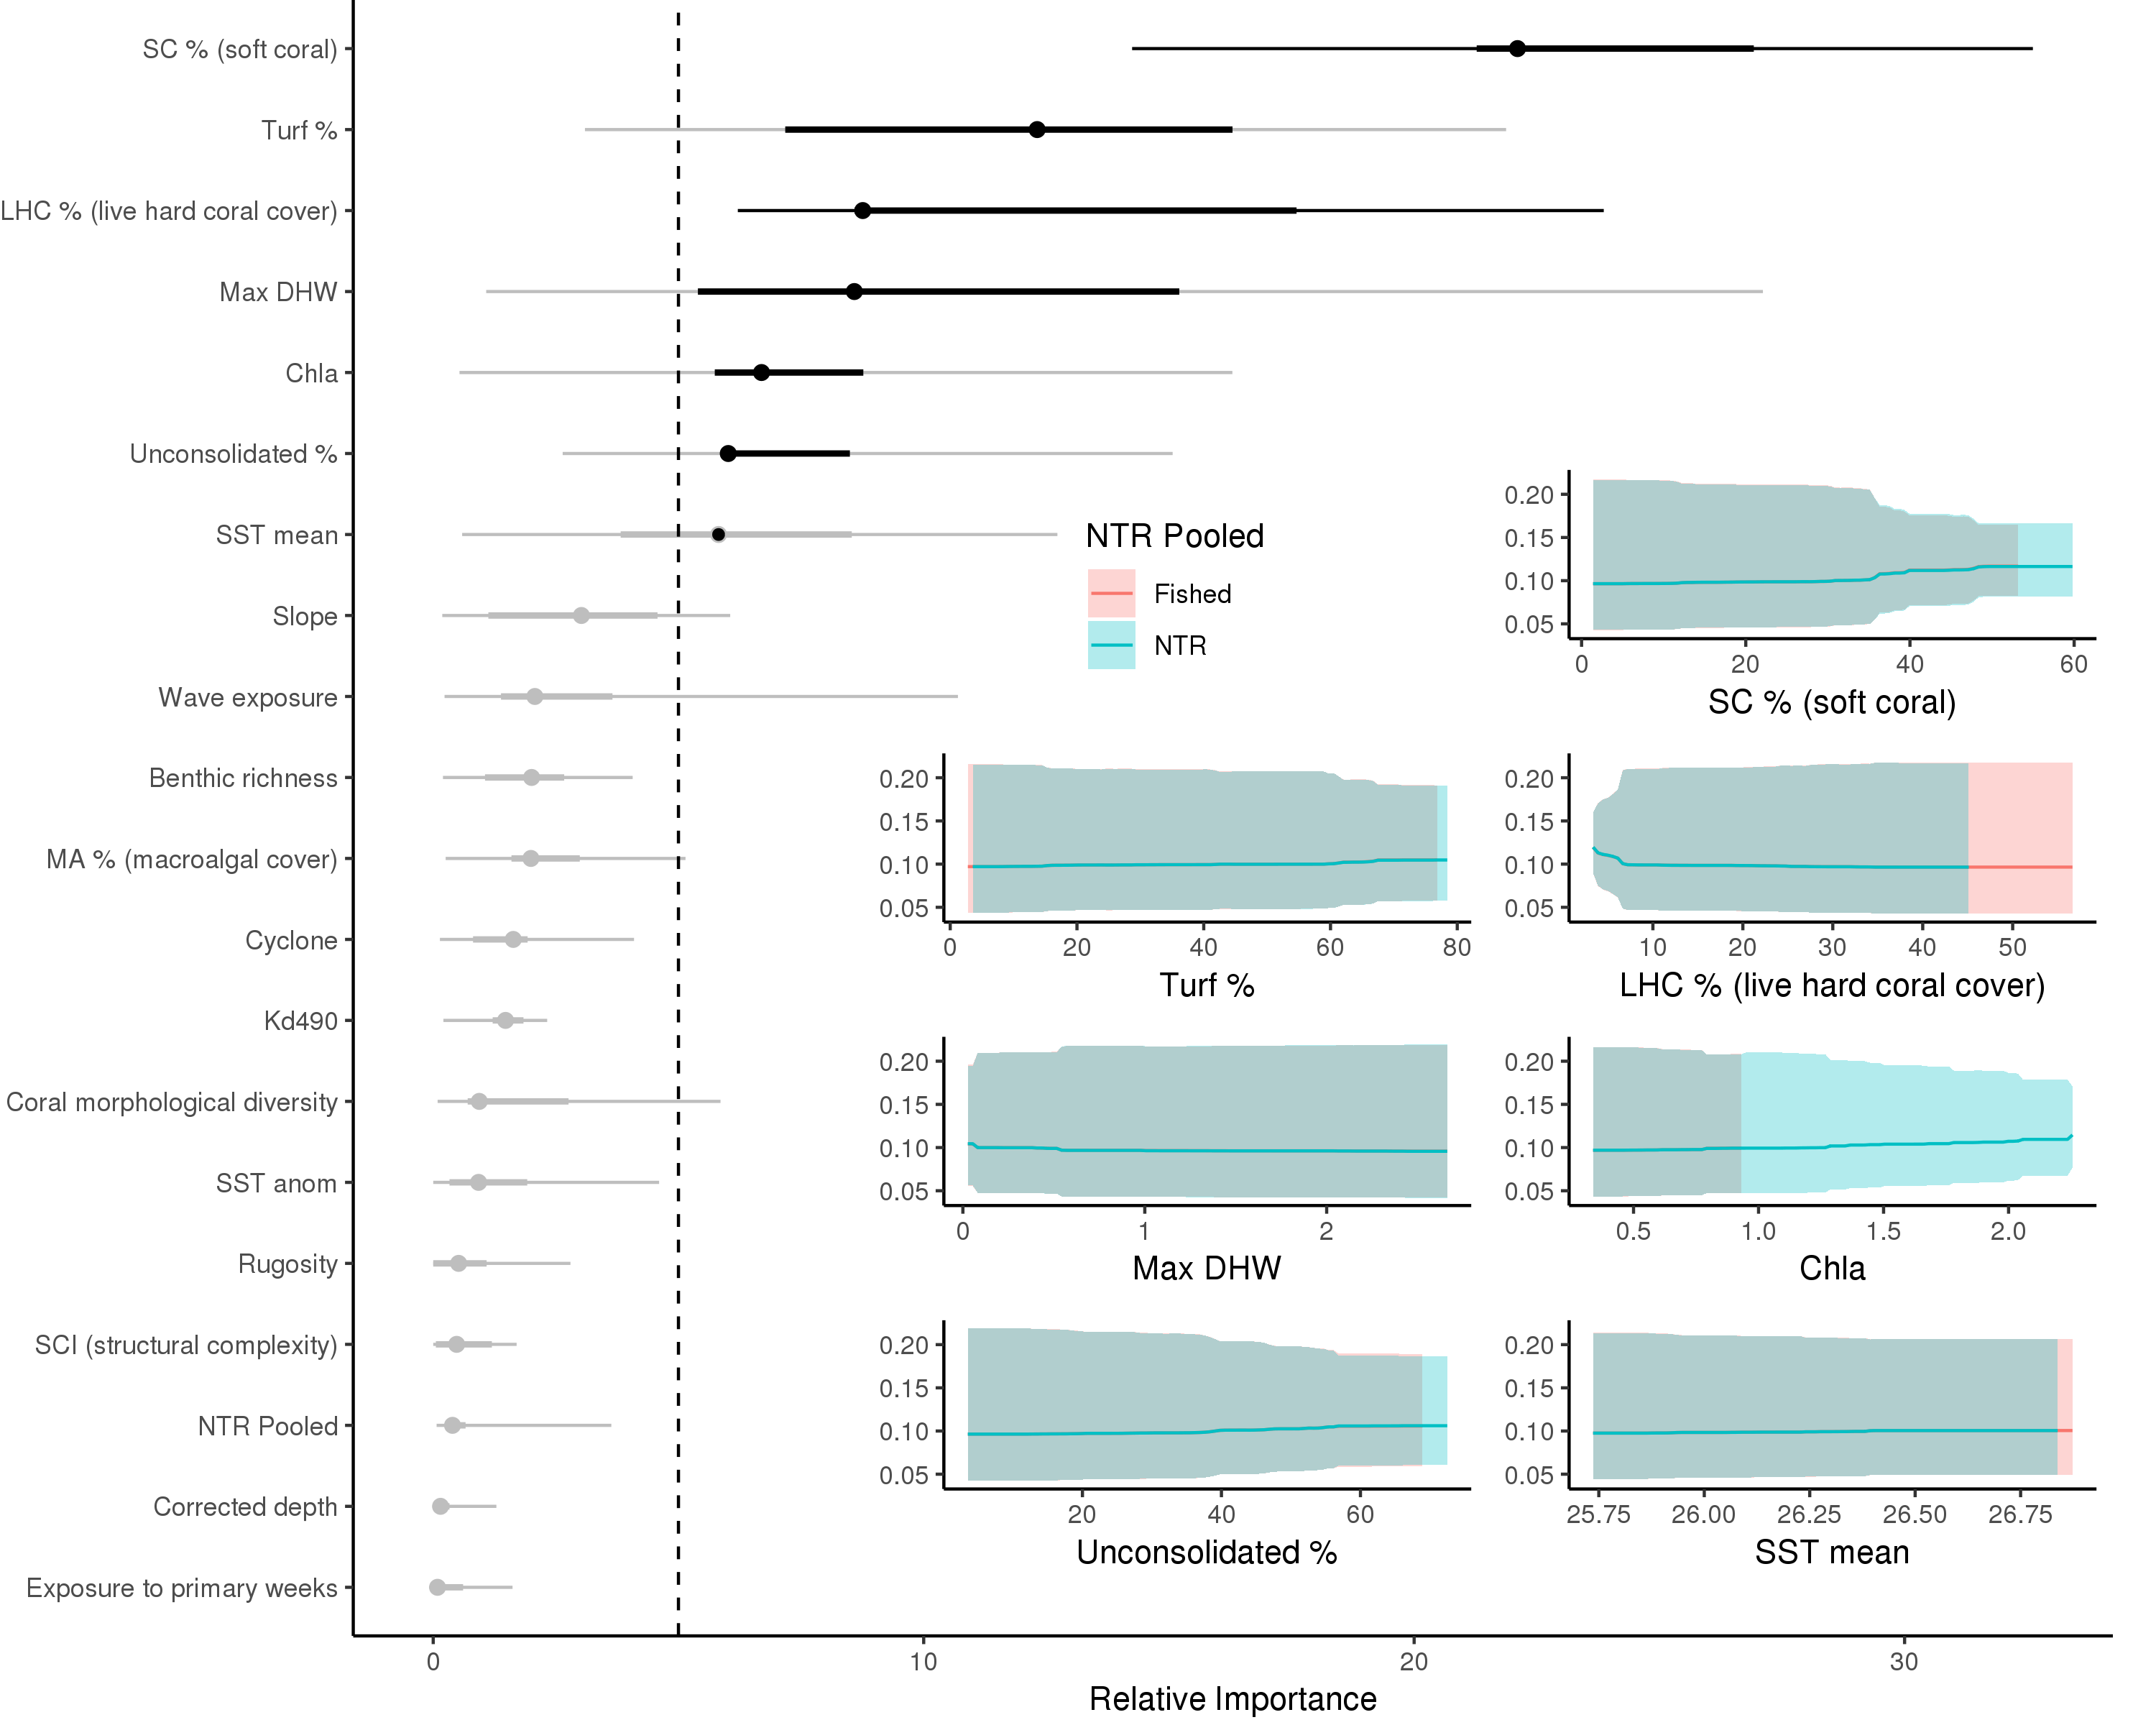 SC % (soft coral)
Turf %
LHC % (live hard coral cover)
Max DHW
Chla
Unconsolidated %
SST mean
Slope
Wave exposure
Benthic richness
MA % (macroalgal cover)
Cyclone
Kd490
Coral morphological diversity
SST anom
Rugosity
SCI (structural complexity)
NTR Pooled
Corrected depth
Exposure to primary weeks
0 10 20 30
Relative Importance
NTR Pooled
Fished
NTR
0.20
0.15
0.10
0.05
0 20 40 60
SC % (soft coral)
0.20
0.15
0.10
0.05
0 20 40 60 80
Turf %
0.20
0.15
0.10
0.05
10 20 30 40 50
LHC % (live hard coral cover)
0.20
0.15
0.10
0.05
0 1 2
Max DHW
0.20
0.15
0.10
0.05
0.5 1.0 1.5 2.0
Chla
0.20
0.15
0.10
0.05
20 40 60
Unconsolidated %
0.20
0.15
0.10
0.05
25.75 26.00 26.25 26.50 26.75
SST mean